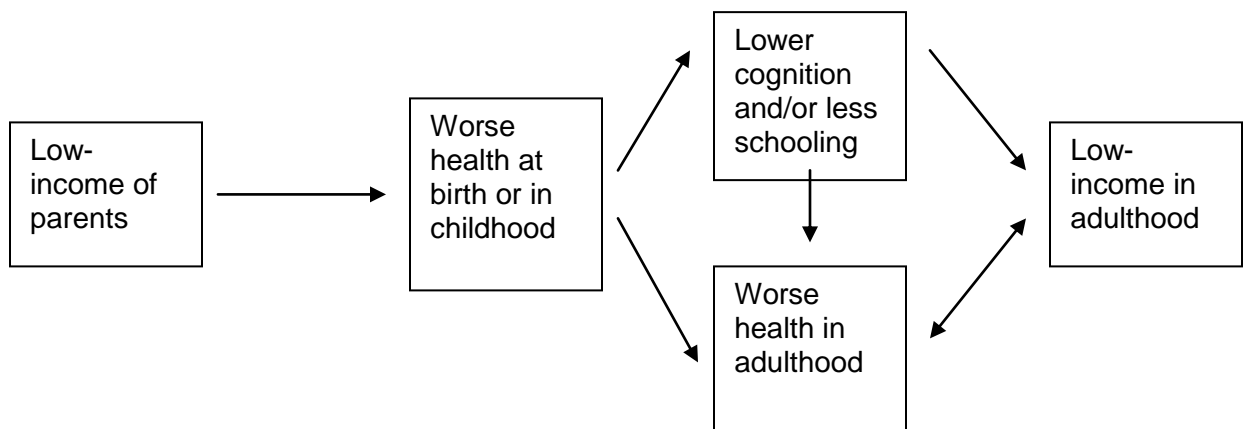 Low-
income of
parents
Worse
health at
birth or in
childhood
Lower
cognition
and/or less
schooling
Worse
health in
adulthood
Low-
income in
adulthood